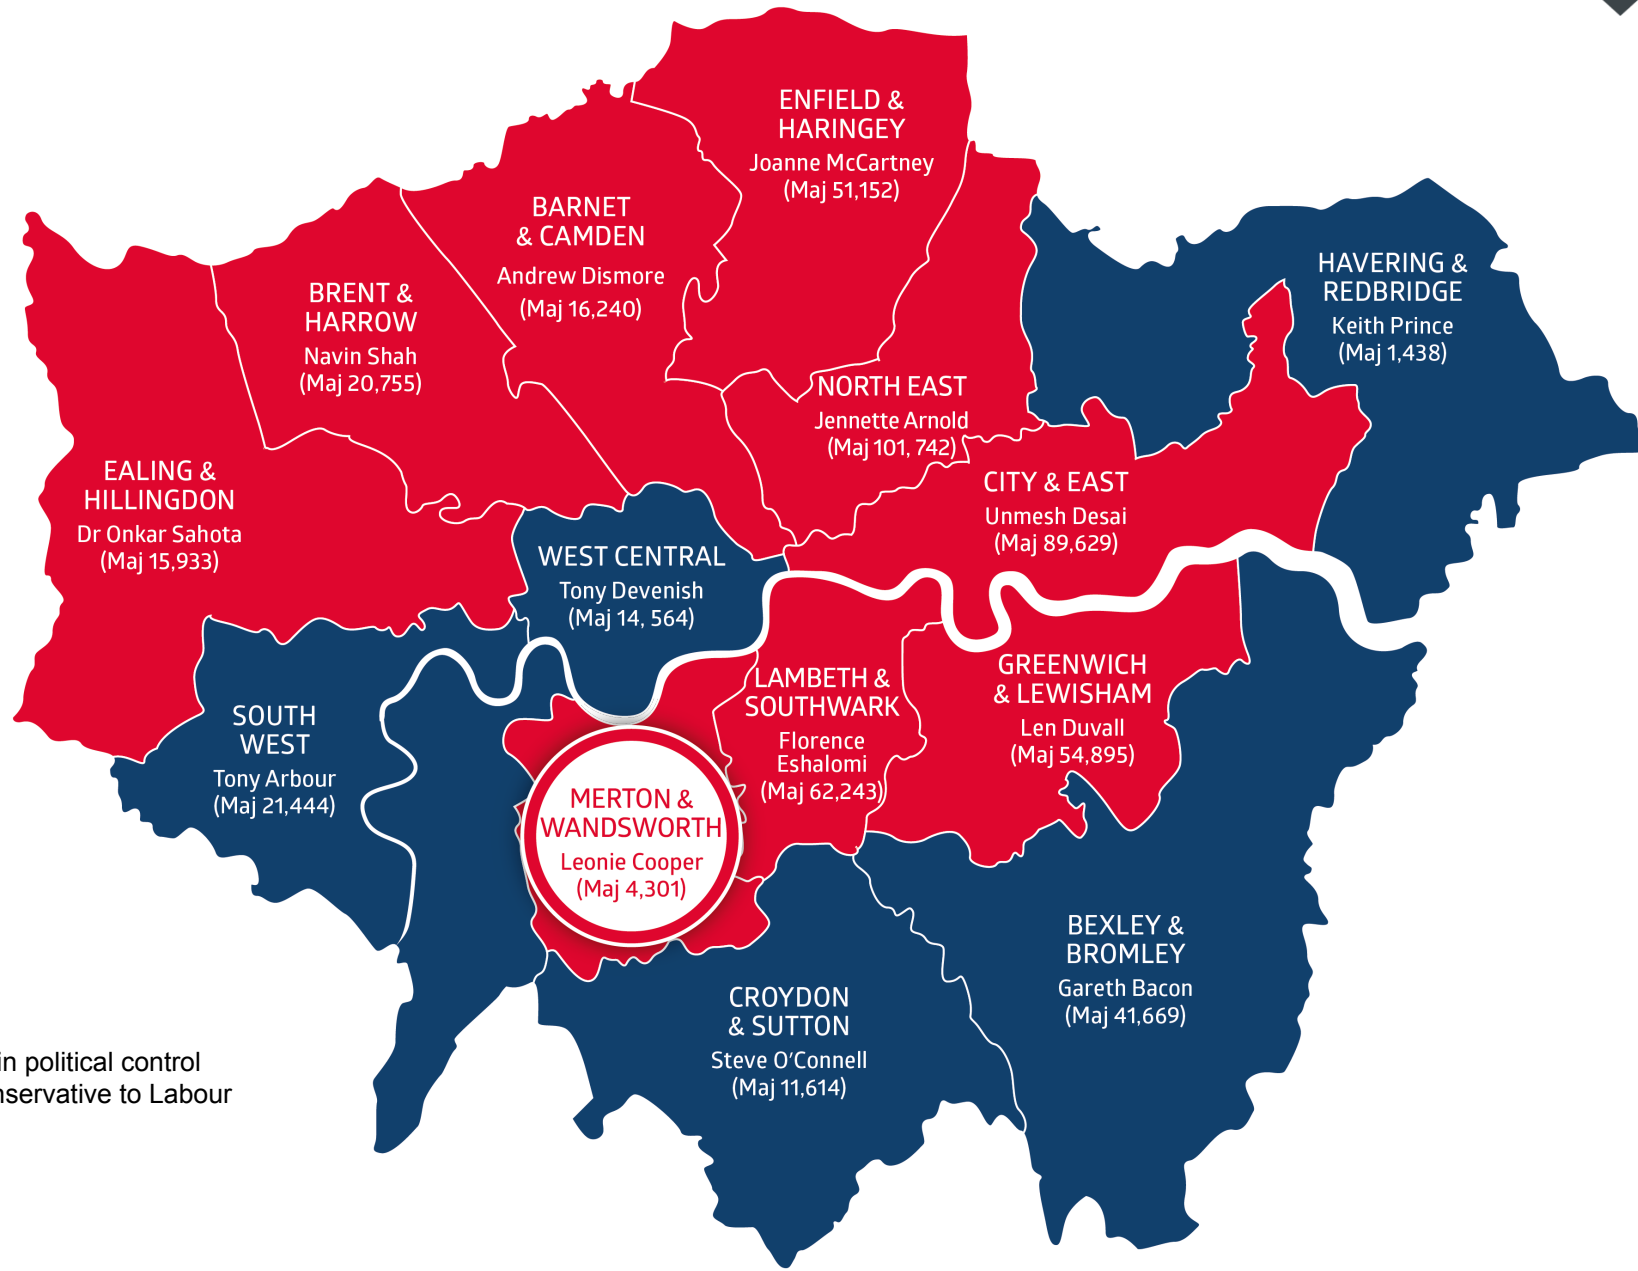 ENFIELD &
HARINGEY
Joanne McCartney
(Maj 51,152)
BARNET
& CAMDEN
Andrew Dismore
(Maj 16,240)
BRENT &
HARROW
Navin Shah
(Maj 20,755)
HAVERING &
REDBRIDGE
Keith Prince
(Maj 1,438)
NORTH EAST
Jennette Arnold
(Maj 101, 742)
EALING &
HILLINGDON
Dr Onkar Sahota
(Maj 15,933)
CITY & EAST
Unmesh Desai
(Maj 89,629)
WEST CENTRAL
Tony Devenish
(Maj 14, 564)
LAMBETH &
SOUTHWARK
Florence
Eshalomi
(Maj 62,243)
GREENWICH
& LEWISHAM
Len Duvall
(Maj 54,895)
SOUTH
WEST
Tony Arbour
(Maj 21,444)
MERTON &
WANDSWORTH
Leonie Cooper
(Maj 4,301)
BEXLEY &
BROMLEY
Gareth Bacon
(Maj 41,669)
CROYDON
& SUTTON
Steve O'Connell
(Maj 11,614)
in political control
nservative to Labour